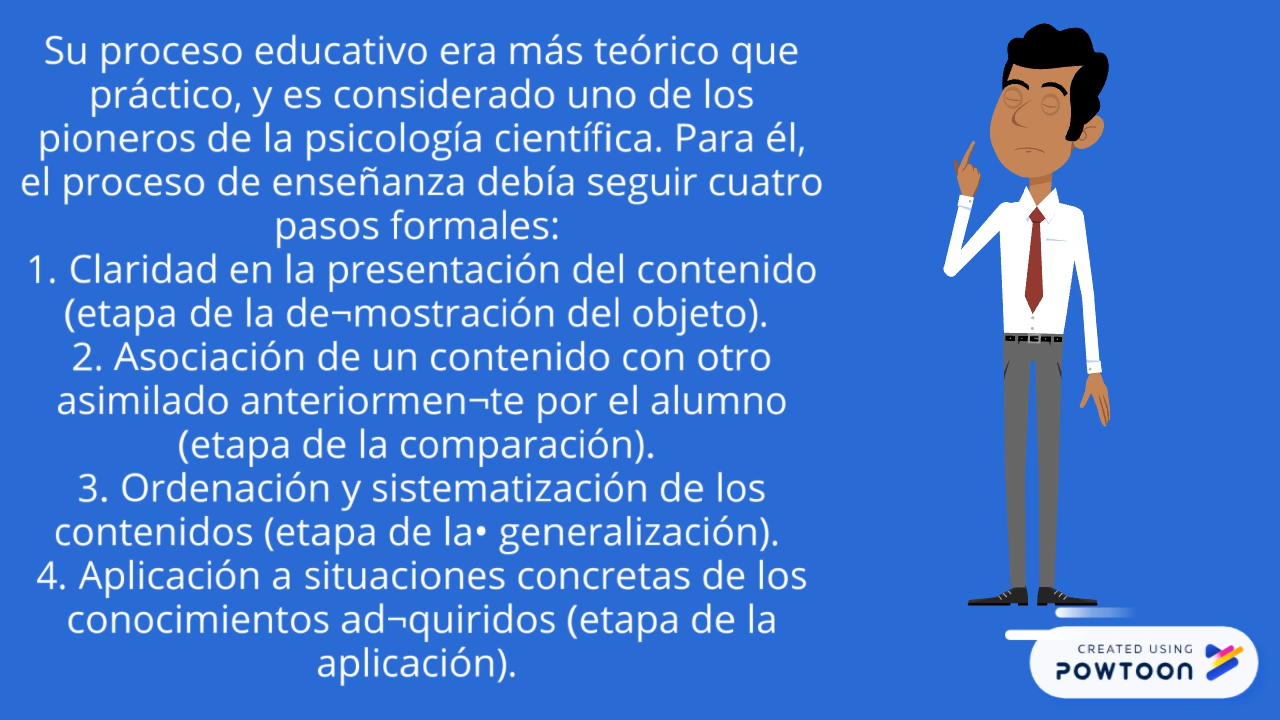 Su proceso educativo era más teórico que
práctico, y es considerado uno de los
pioneros de la psicología científica. Para él,
el proceso de enseñanza debía seguir cuatro
pasos formales:
1. Claridad en la presentación del contenido
(etapa de la de¬mostración del objeto).
2. Asociación de un contenido con otro
asimilado anteriormen¬te por el alumno
(etapa de la comparación).
3. Ordenación y sistematización de los
contenidos (etapa de la• generalización).
4. Aplicación a situaciones concretas de los
conocimientos ad¬quiridos (etapa de la
aplicación).
CREATED USING
POWTOON